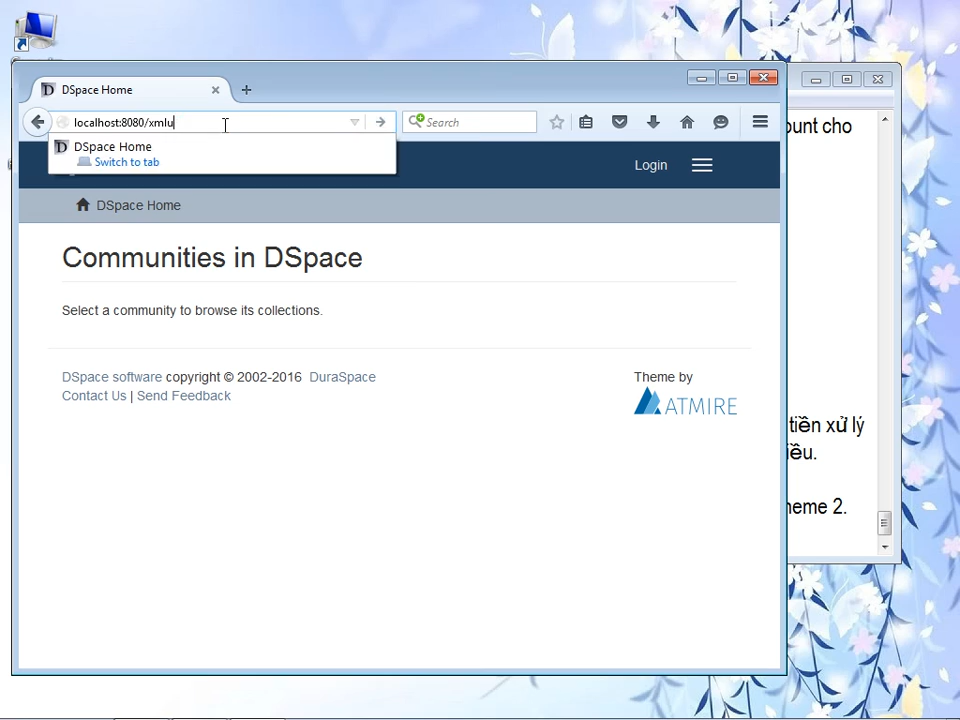 DSpace Home
localhost:8080/xmlu
Search
DSpace Home
Switch to tab
Login
DSpace Home
Communities in DSpace
Select a community to browse its collections.
DSpace software copyright © 2002-2016 DuraSpace
Contact Us | Send Feedback
Theme by
ATMIRE
ount cho
tiền xử lý
iều.
heme 2.